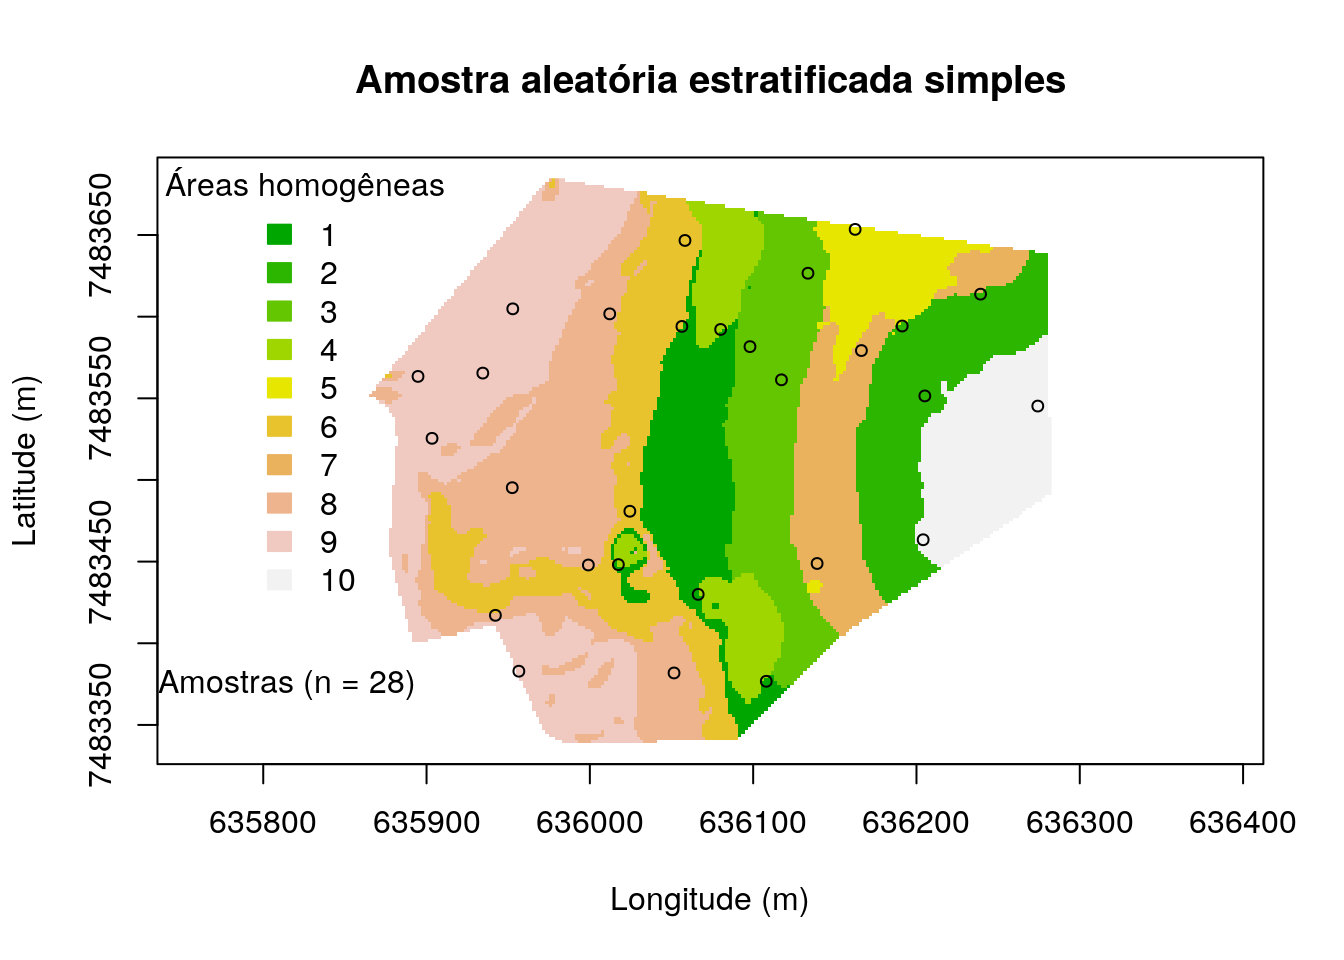 Amostra aleatória estratificada simples
Áreas homogêneas
1
2
3
4
5
6
7
8
9
10
Amostras (n = 28)
Latitude (m)
7483650
7483550
7483450
7483350
635800 635900 636000 636100 636200 636300 636400
Longitude (m)